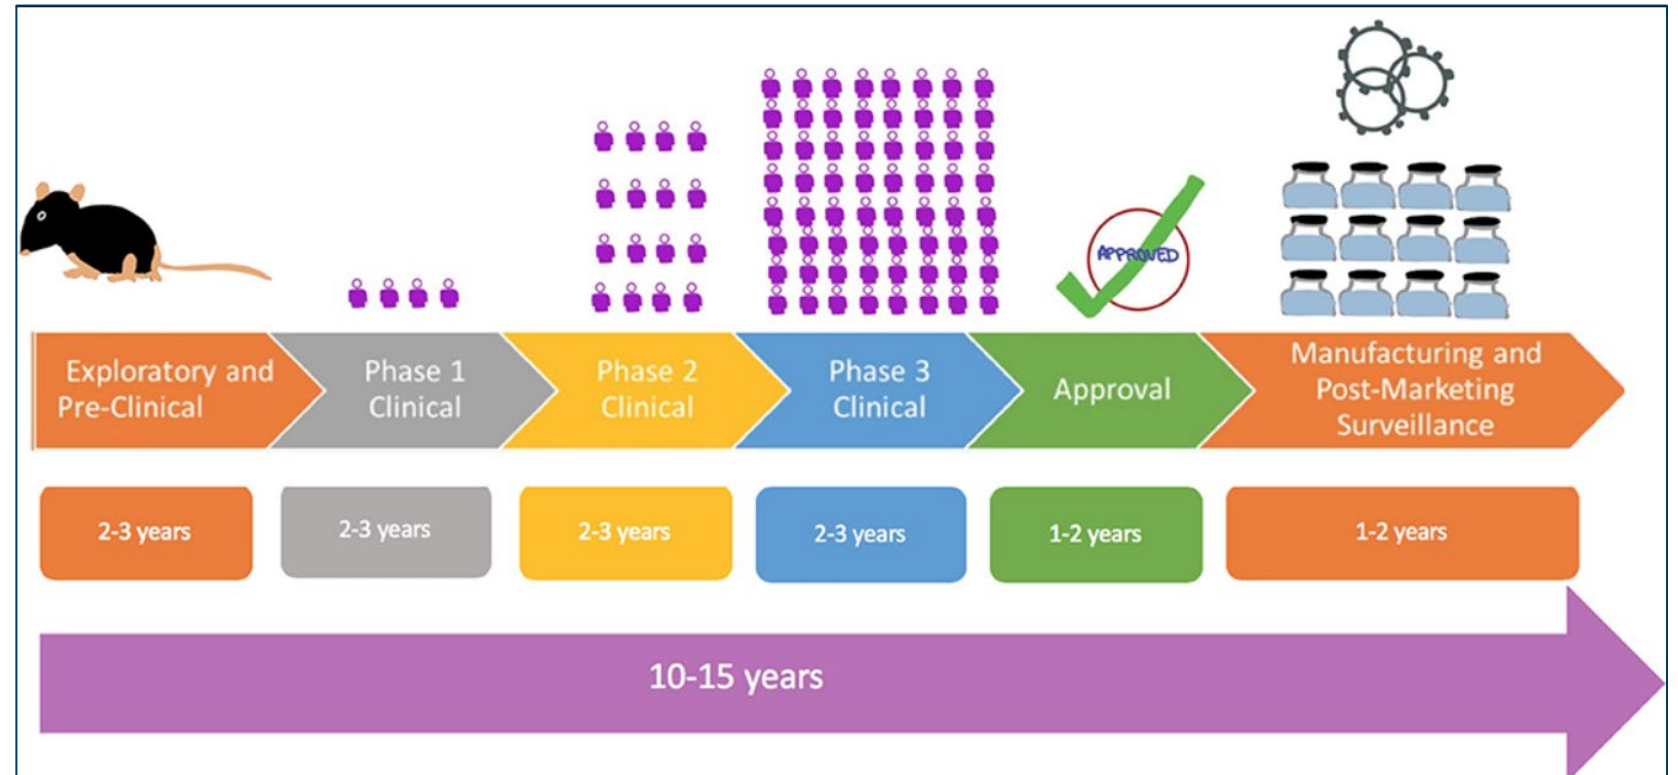 APPROVED
Exploratory and
Pre-Clinical
Phase 1
Clinical
Phase 2
Clinical
Phase 3
Clinical
Approval
Manufacturing and
Post-Marketing
Surveillance
2-3 years
2-3 years
2-3 years
2-3 years
1-2 years
1-2 years
10-15 years